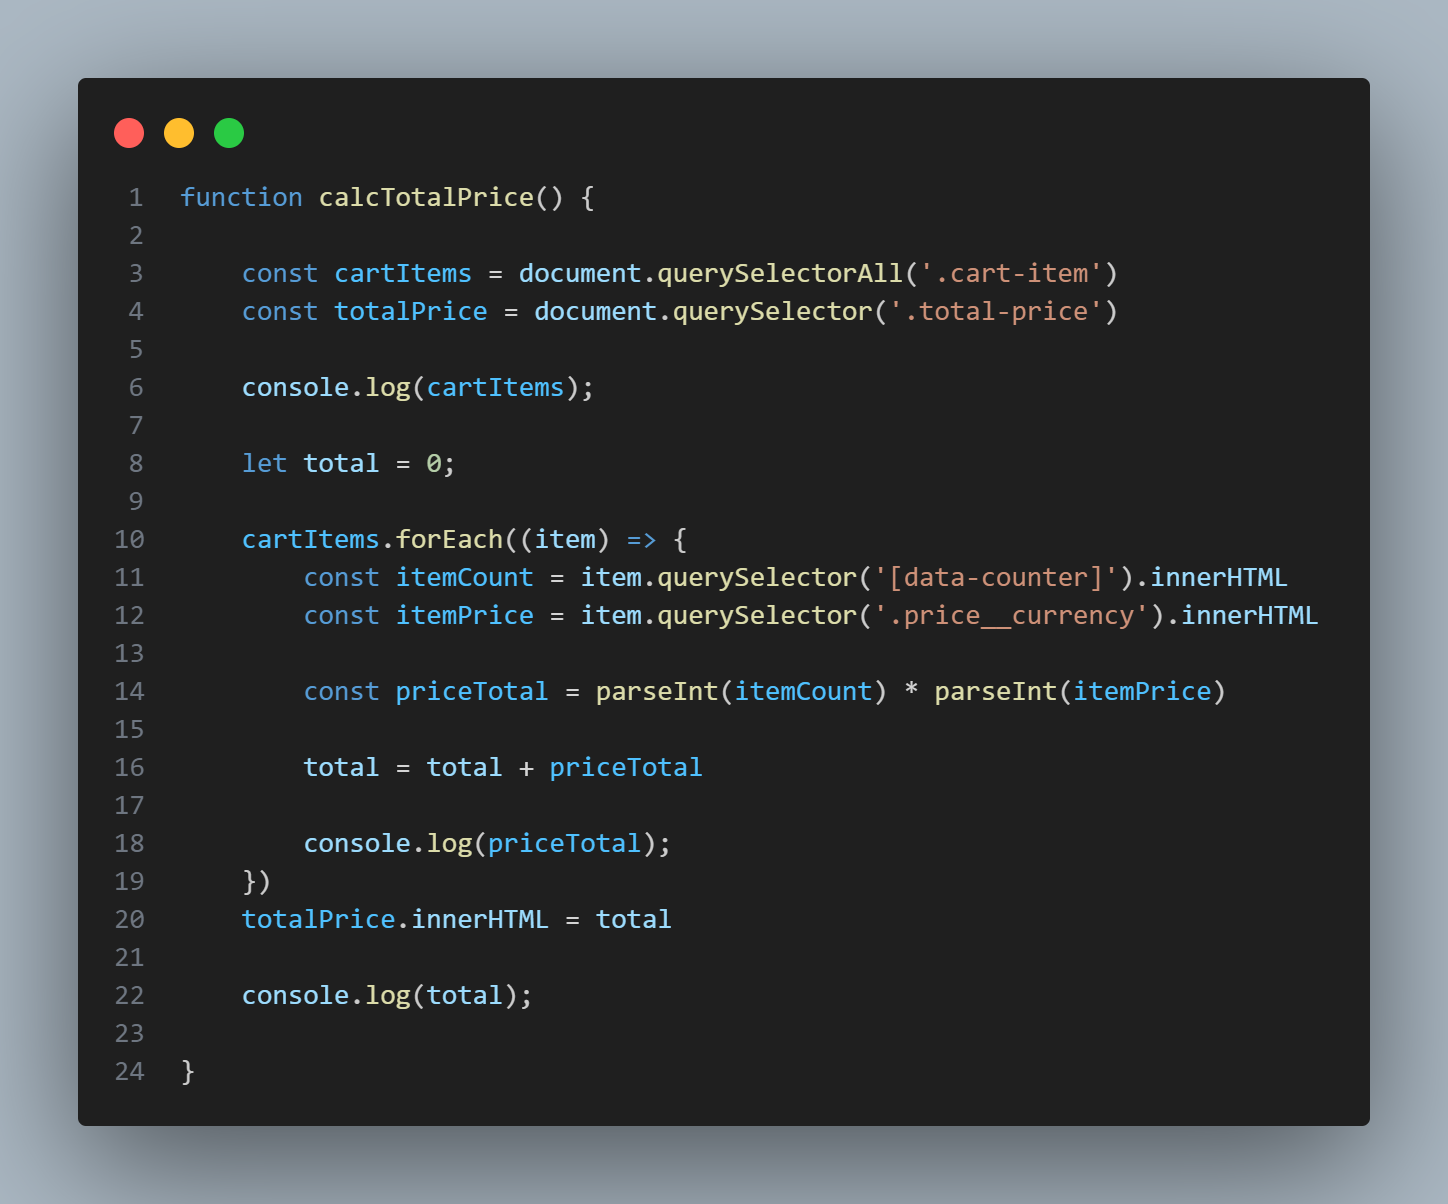 1 function calcTotalPrice() {
2
3     const cartItems = document.querySelectorAll('.cart-item')
4     const totalPrice = document.querySelector('.total-price')
5
6     console.log(cartItems);
7
8     let total = 0;
9
10     cartItems.forEach((item) => {
11         const itemCount = item.querySelector('[data-counter]').innerHTML
12         const itemPrice = item.querySelector('.price__currency').innerHTML
13
14         const priceTotal = parseInt(itemCount) * parseInt(itemPrice)
15
16         total = total + priceTotal
17
18         console.log(priceTotal);
19     })
20     totalPrice.innerHTML = total
21
22     console.log(total);
23
24 }